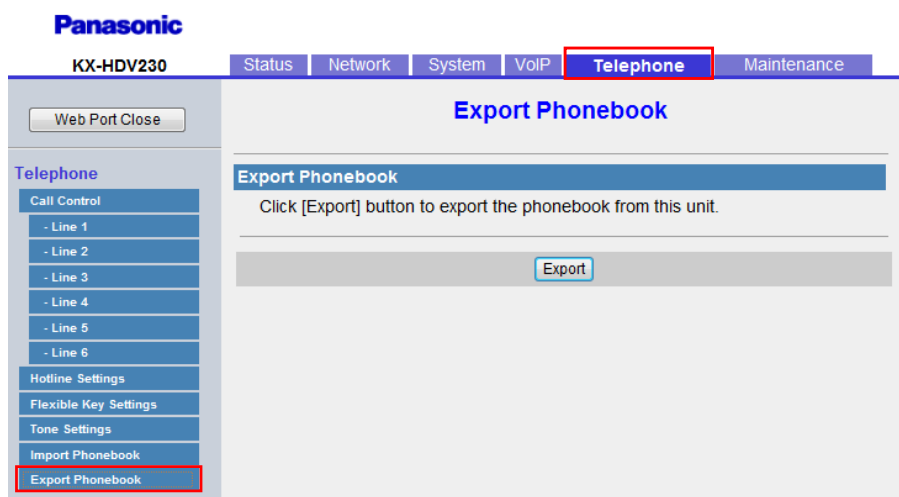 Panasonic
KX-HDV230
Status Network System VoIP Telephone Maintenance
Web Port Close
Telephone
Call Control
- Line 1
- Line 2
- Line 3
- Line 4
- Line 5
- Line 6
Hotline Settings
Flexible Key Settings
Tone Settings
Import Phonebook
Export Phonebook
Export Phonebook
Export Phonebook
Click [Export] button to export the phonebook from this unit.
Export